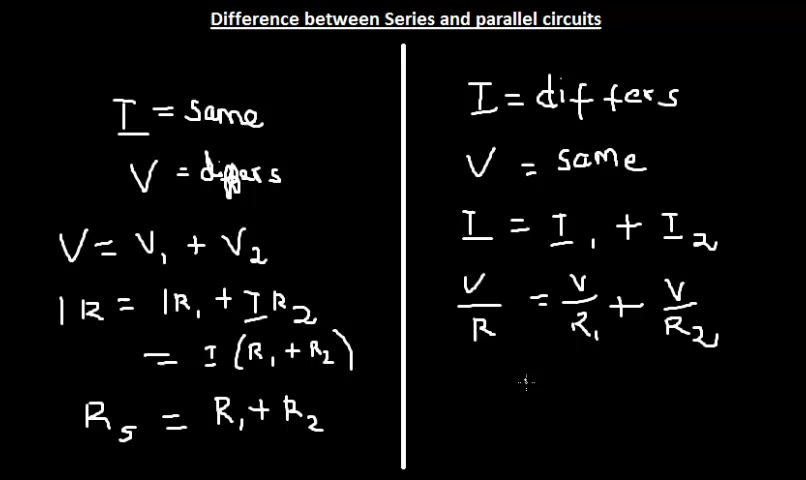 Difference between Series and parallel circuits
I = same
V = differs
V = V₁ + V₂
IR = IR₁ + IR₂
= I (R₁ + R₂)
R₅ = R₁ + R₂
I = differs
V = same
I = I₁ + I₂
V/R = V/R₁ + V/R₂